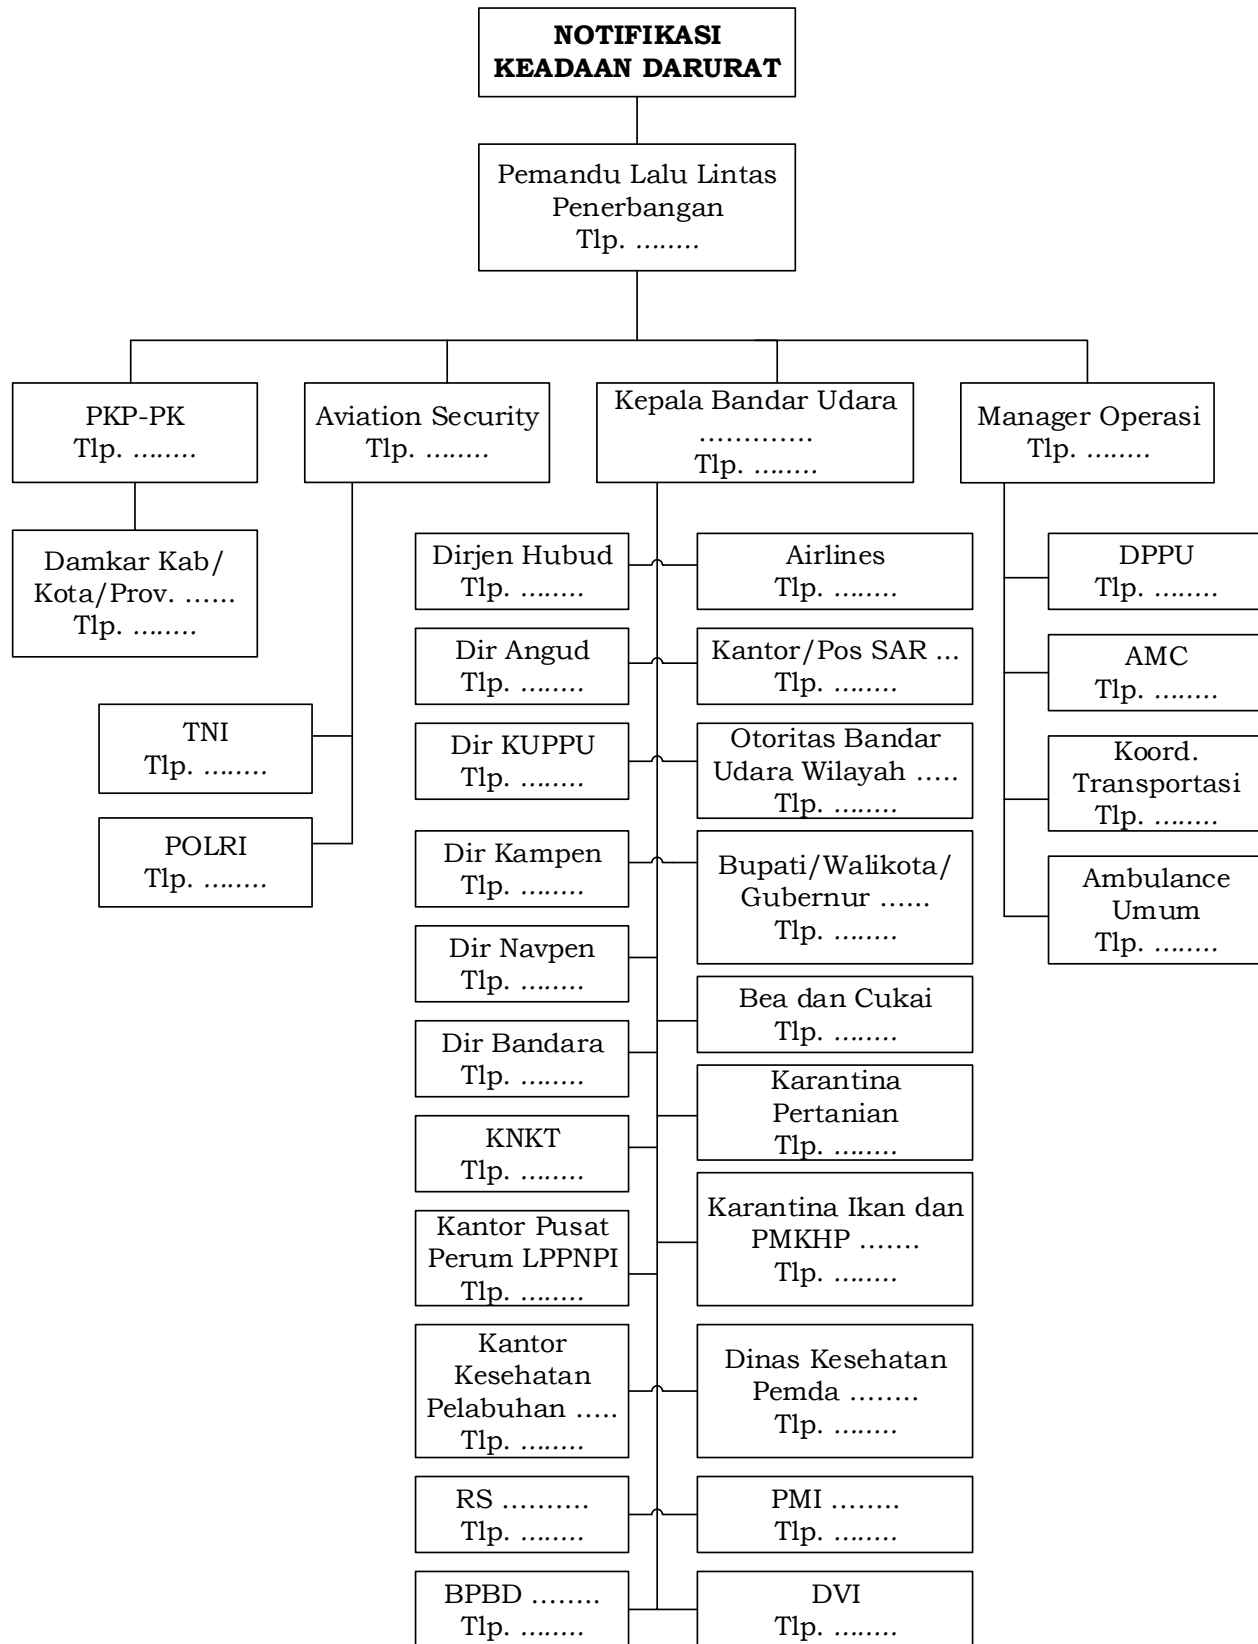 NOTIFIKASI
KEADAAN DARURAT
Pemandu Lalu Lintas
Penerbangan
Tlp. ........
PKP-PK
Tlp. ........
Aviation Security
Tlp. ........
Kepala Bandar Udara
.............
Tlp. ........
Manager Operasi
Tlp. ........
Damkar Kab/
Kota/Prov. ......
Tlp. ........
TNI
Tlp. ........
POLRI
Tlp. ........
Dirjen Hubud
Tlp. ........
Airlines
Tlp. ........
Dir Angud
Tlp. ........
Kantor/Pos SAR ...
Tlp. ........
Dir KUPPU
Tlp. ........
Otoritas Bandar
Udara Wilayah .....
Tlp. ........
Dir Kampen
Tlp. ........
Bupati/Walikota/
Gubernur ......
Tlp. ........
Dir Navpen
Tlp. ........
Bea dan Cukai
Tlp. ........
Dir Bandara
Tlp. ........
Karantina
Pertanian
Tlp. ........
KNKT
Tlp. ........
Karantina Ikan dan
PMKHP .......
Tlp. ........
Kantor Pusat
Perum LPPNPI
Tlp. ........
Kantor
Kesehatan
Pelabuhan .....
Tlp. ........
Dinas Kesehatan
Pemda ........
Tlp. ........
RS ..........
Tlp. ........
PMI ........
Tlp. ........
BPBD ........
Tlp. ........
DVI
Tlp. ........
DPPU
Tlp. ........
AMC
Tlp. ........
Koord.
Transportasi
Tlp. ........
Ambulance
Umum
Tlp. ........